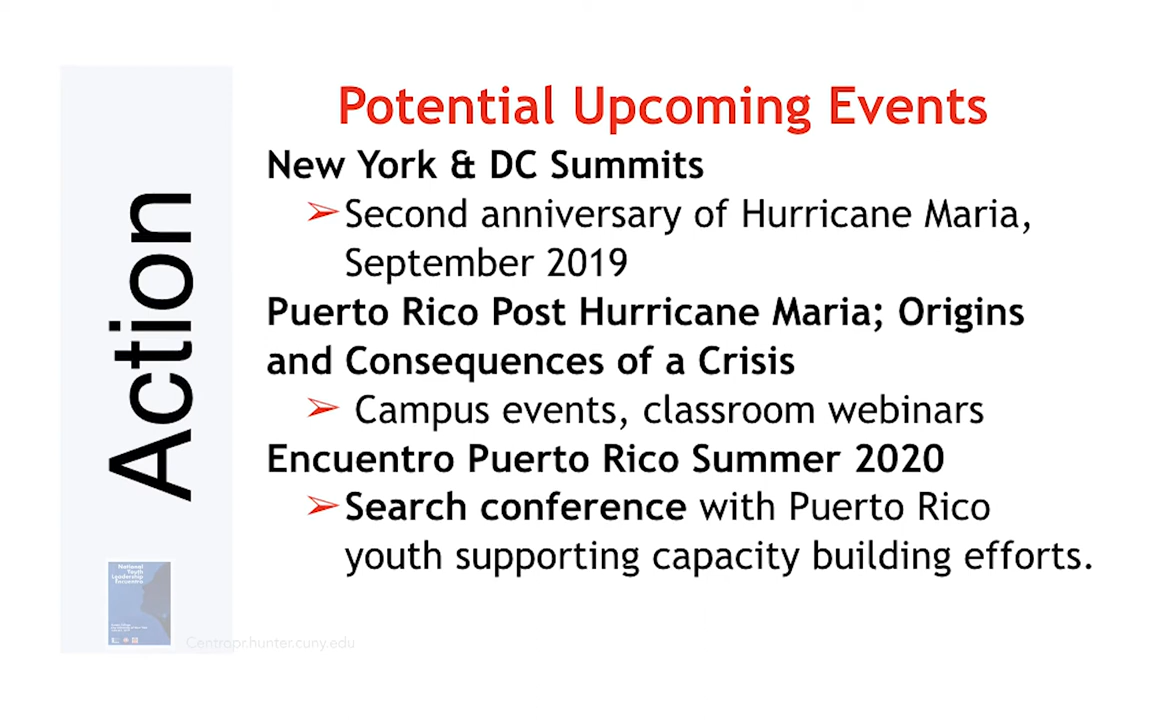 Potential Upcoming Events
New York & DC Summits
➢Second anniversary of Hurricane Maria,
September 2019
Puerto Rico Post Hurricane Maria; Origins
and Consequences of a Crisis
➢ Campus events, classroom webinars
Encuentro Puerto Rico Summer 2020
➢Search conference with Puerto Rico
youth supporting capacity building efforts.
Action
National
Youth
Leadership
Encuentro
Centropr.hunter.cuny.edu